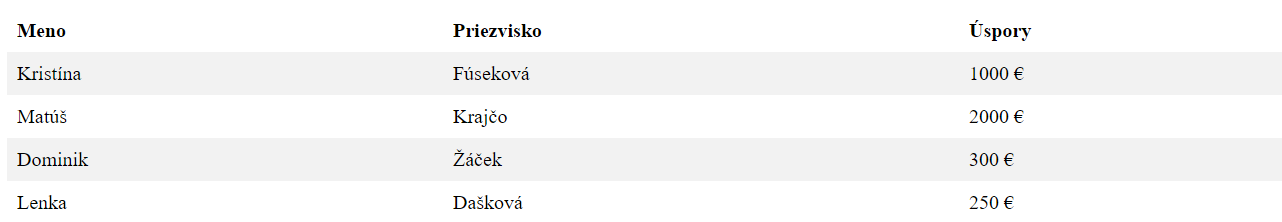 Meno Priezvisko Úspory
Kristína Fúseková 1000 €
Matúš Krajčo 2000 €
Dominik Žáček 300 €
Lenka Dašková 250 €